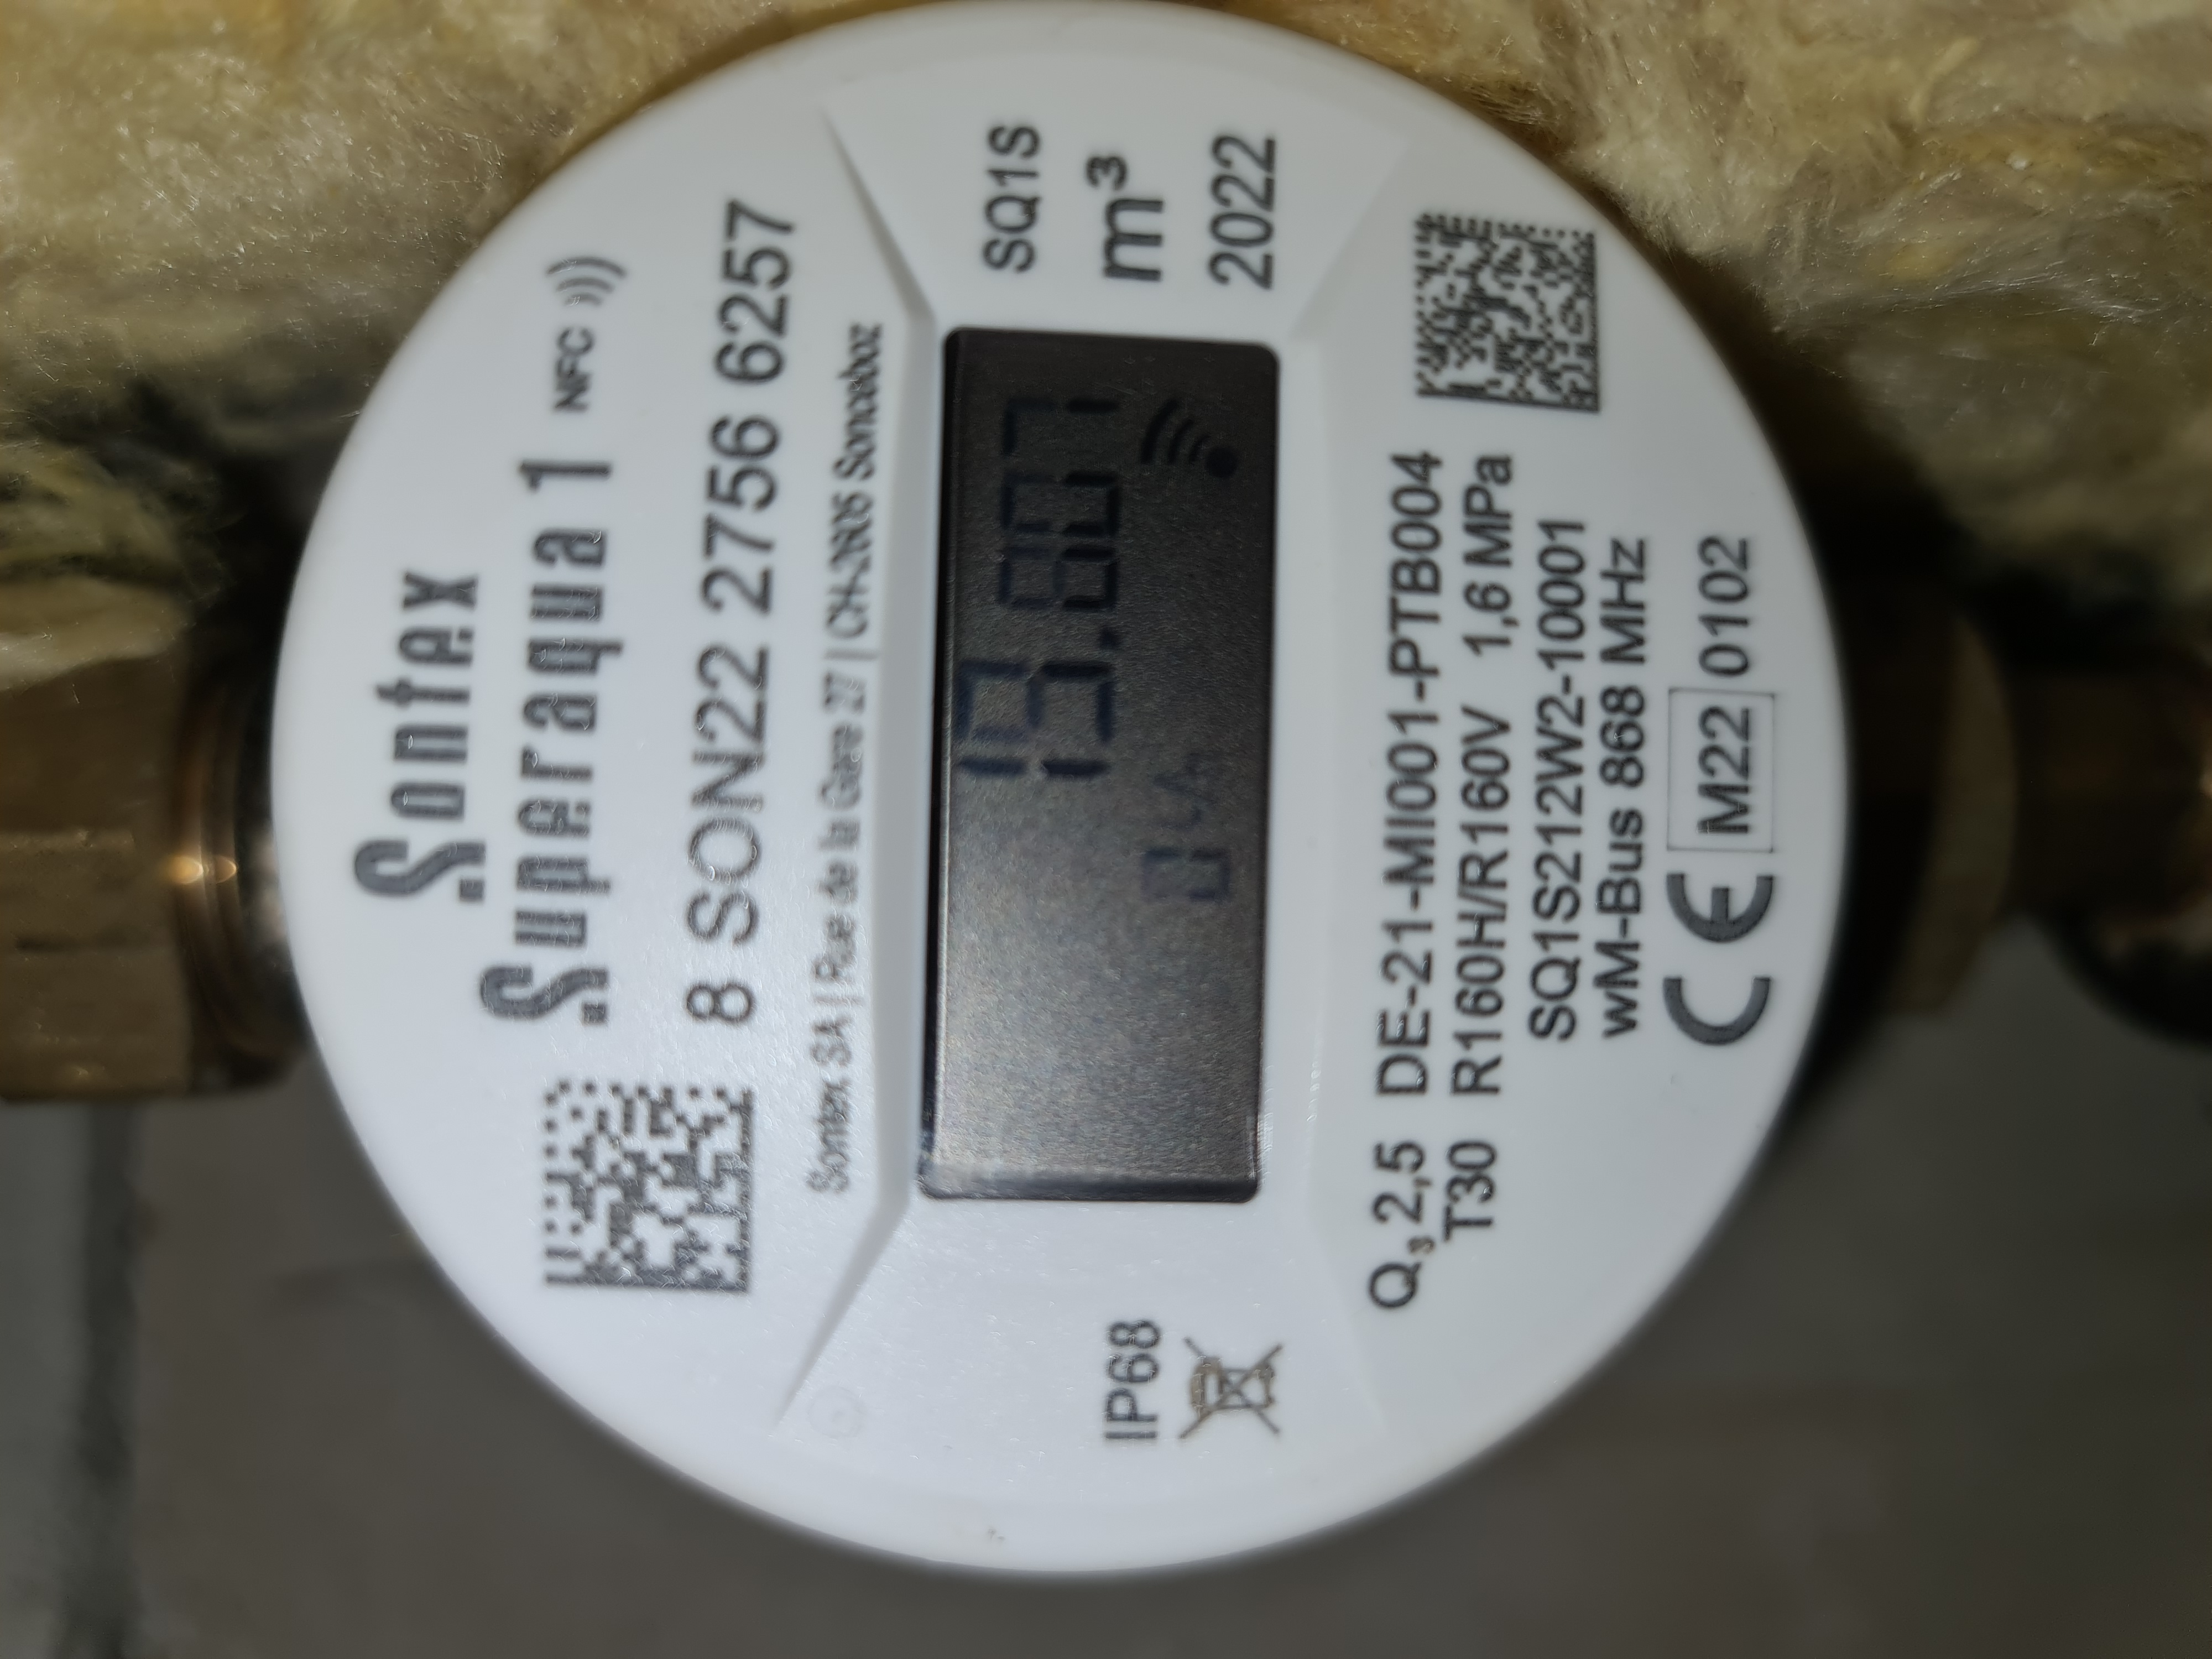 Sontex
Superaqua 1 NFC
8 SON22 2756 6257
Sontex SA | Rue de la Gare 27 | CH-2605 Sonceboz
IP68
19.87
SQ1S
m³
2022
Q₃ 2,5 DE-21-MI001-PTB004
T30 R160H/R160V 1,6 MPa
SQ1S212W2-10001
wM-Bus 868 MHz
CE M22 0102